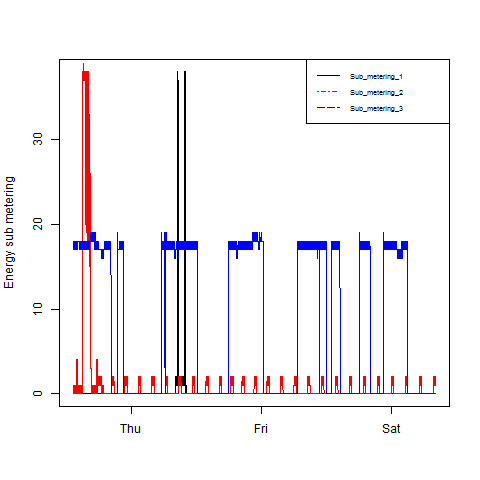 Sub_metering_1
Sub_metering_2
Sub_metering_3
Energy sub metering
30
20
10
0
Thu Fri Sat